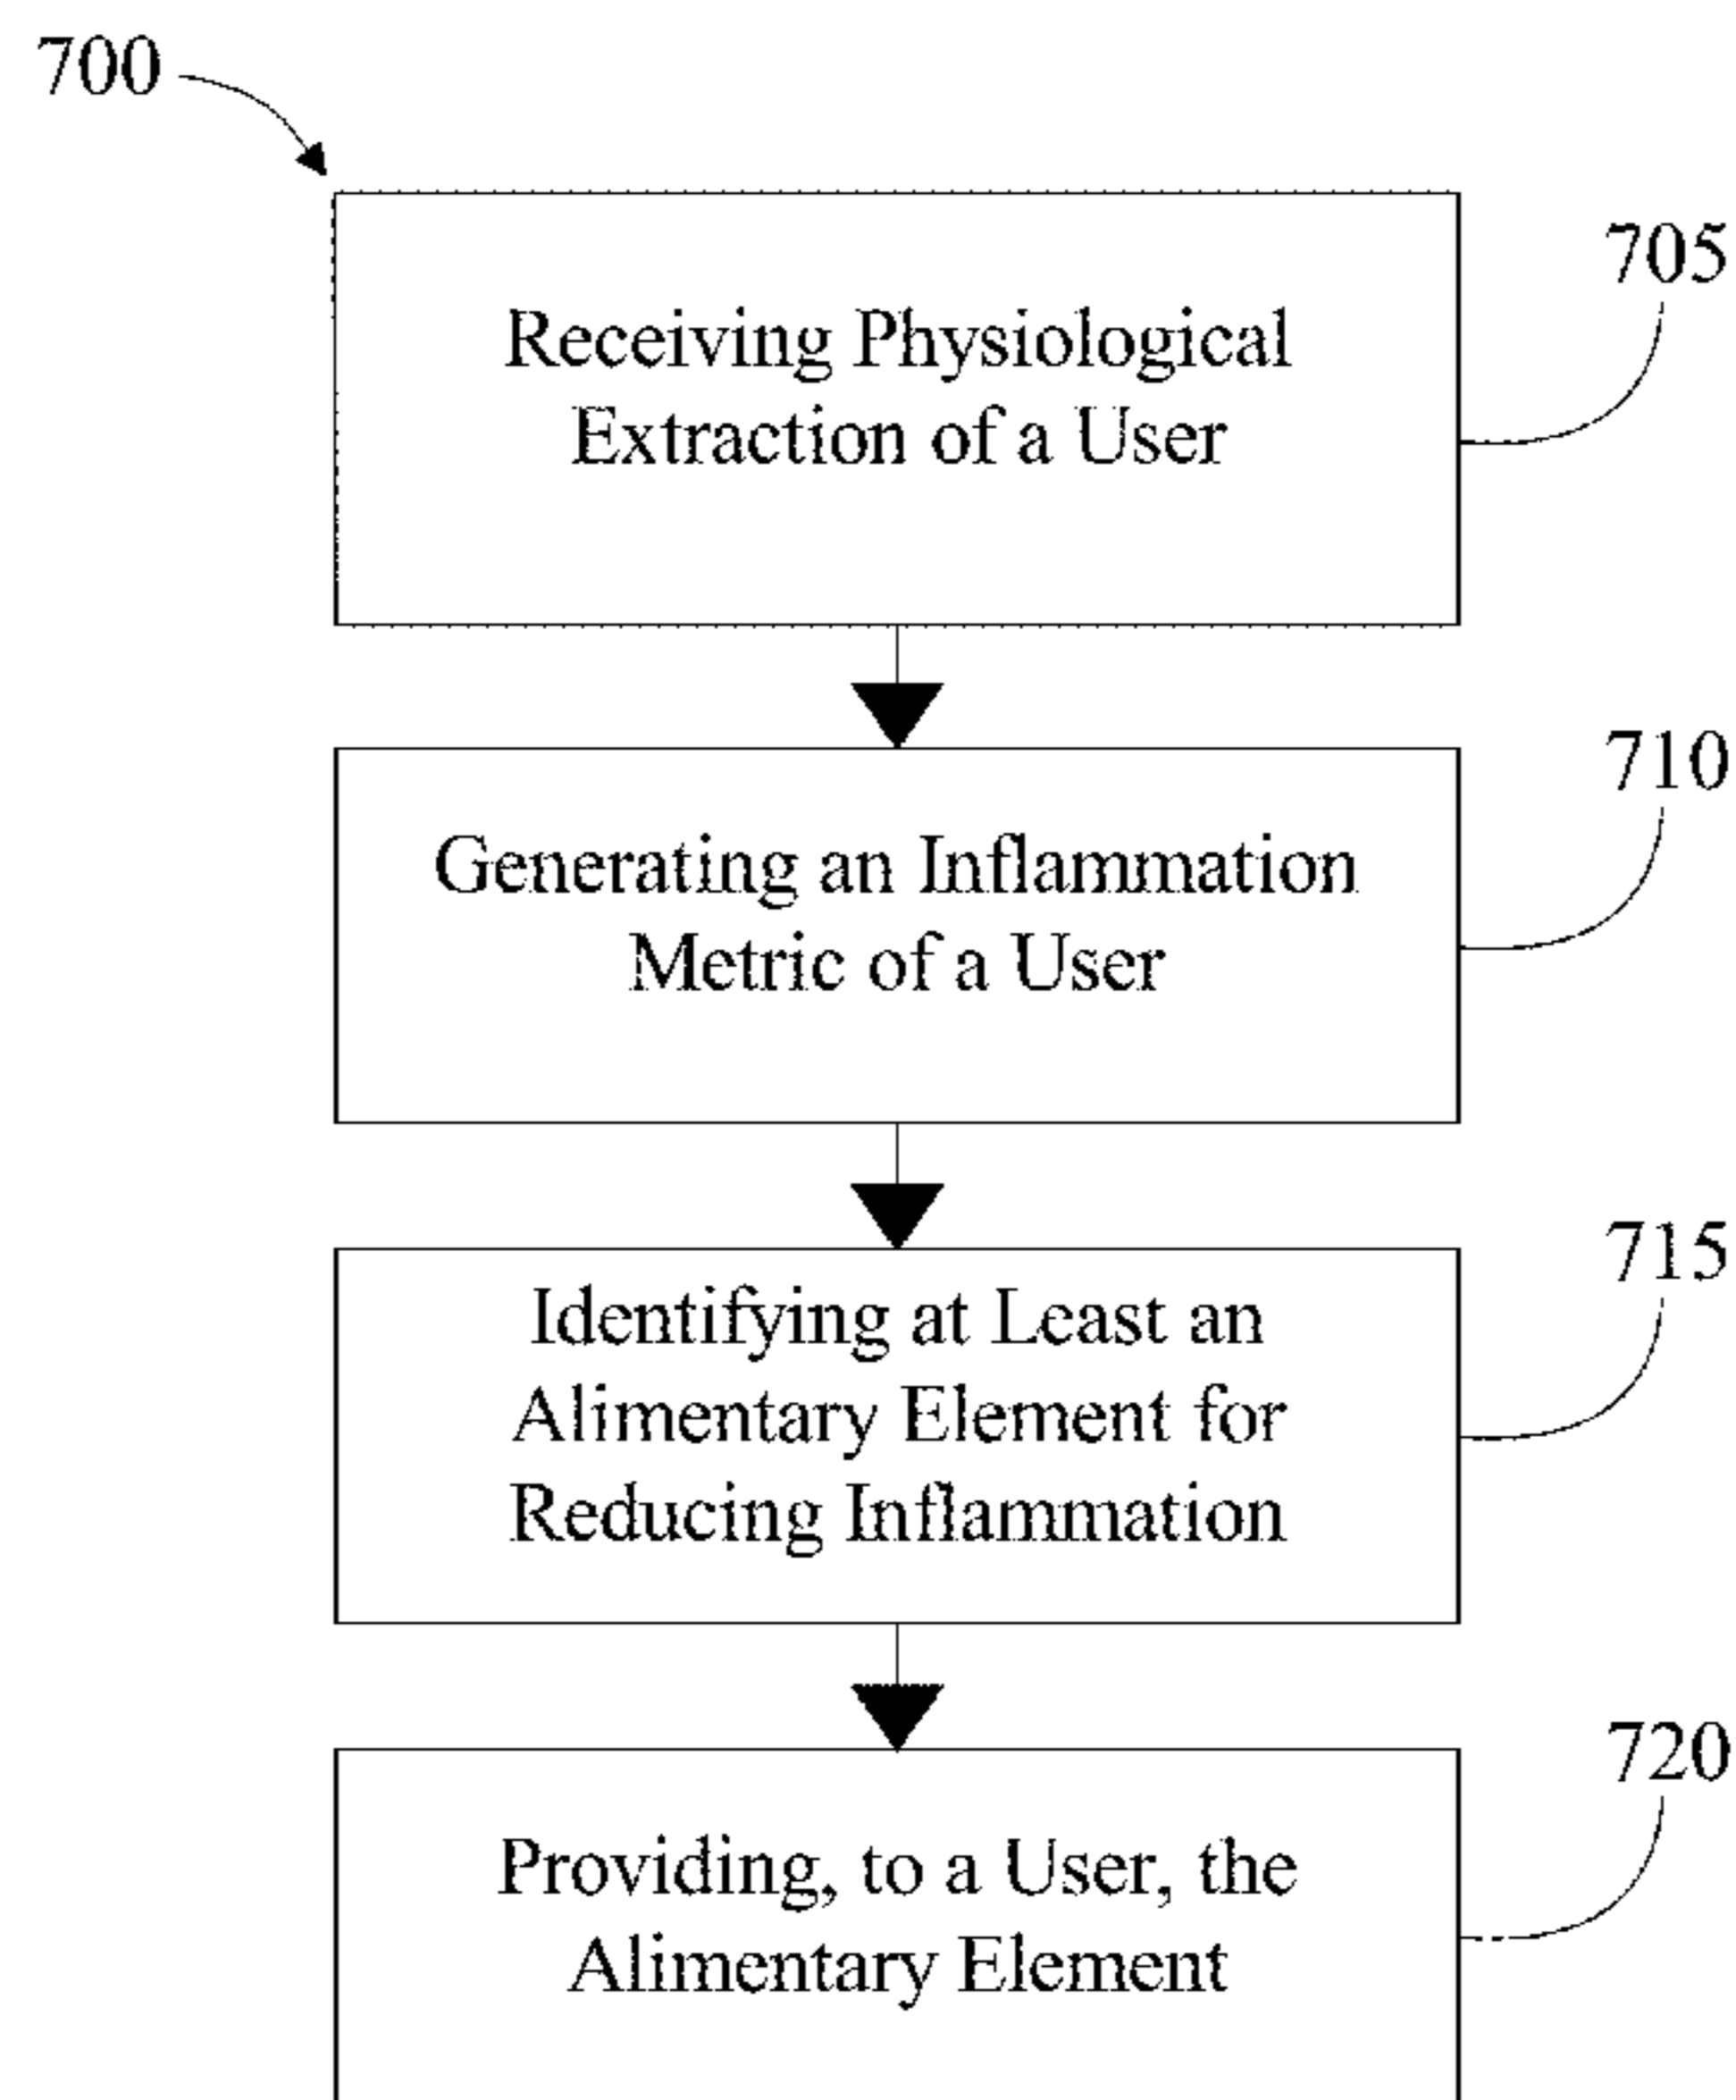 700
705
Receiving Physiological
Extraction of a User
710
Generating an Inflammation
Metric of a User
715
Identifying at Least an
Alimentary Element for
Reducing Inflammation
720
Providing, to a User, the
Alimentary Element